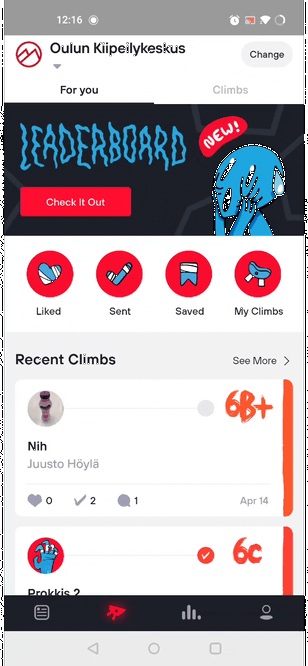 12:16
Oulun Kiipeilykeskus
Change
For you
Climbs
LEADERBOARD
NEW!
Check It Out
Liked
Sent
Saved
My Climbs
Recent Climbs
See More
6B+
Nih
Juusto Höylä
0
2
1
Apr 14
6c
Prokkis 2